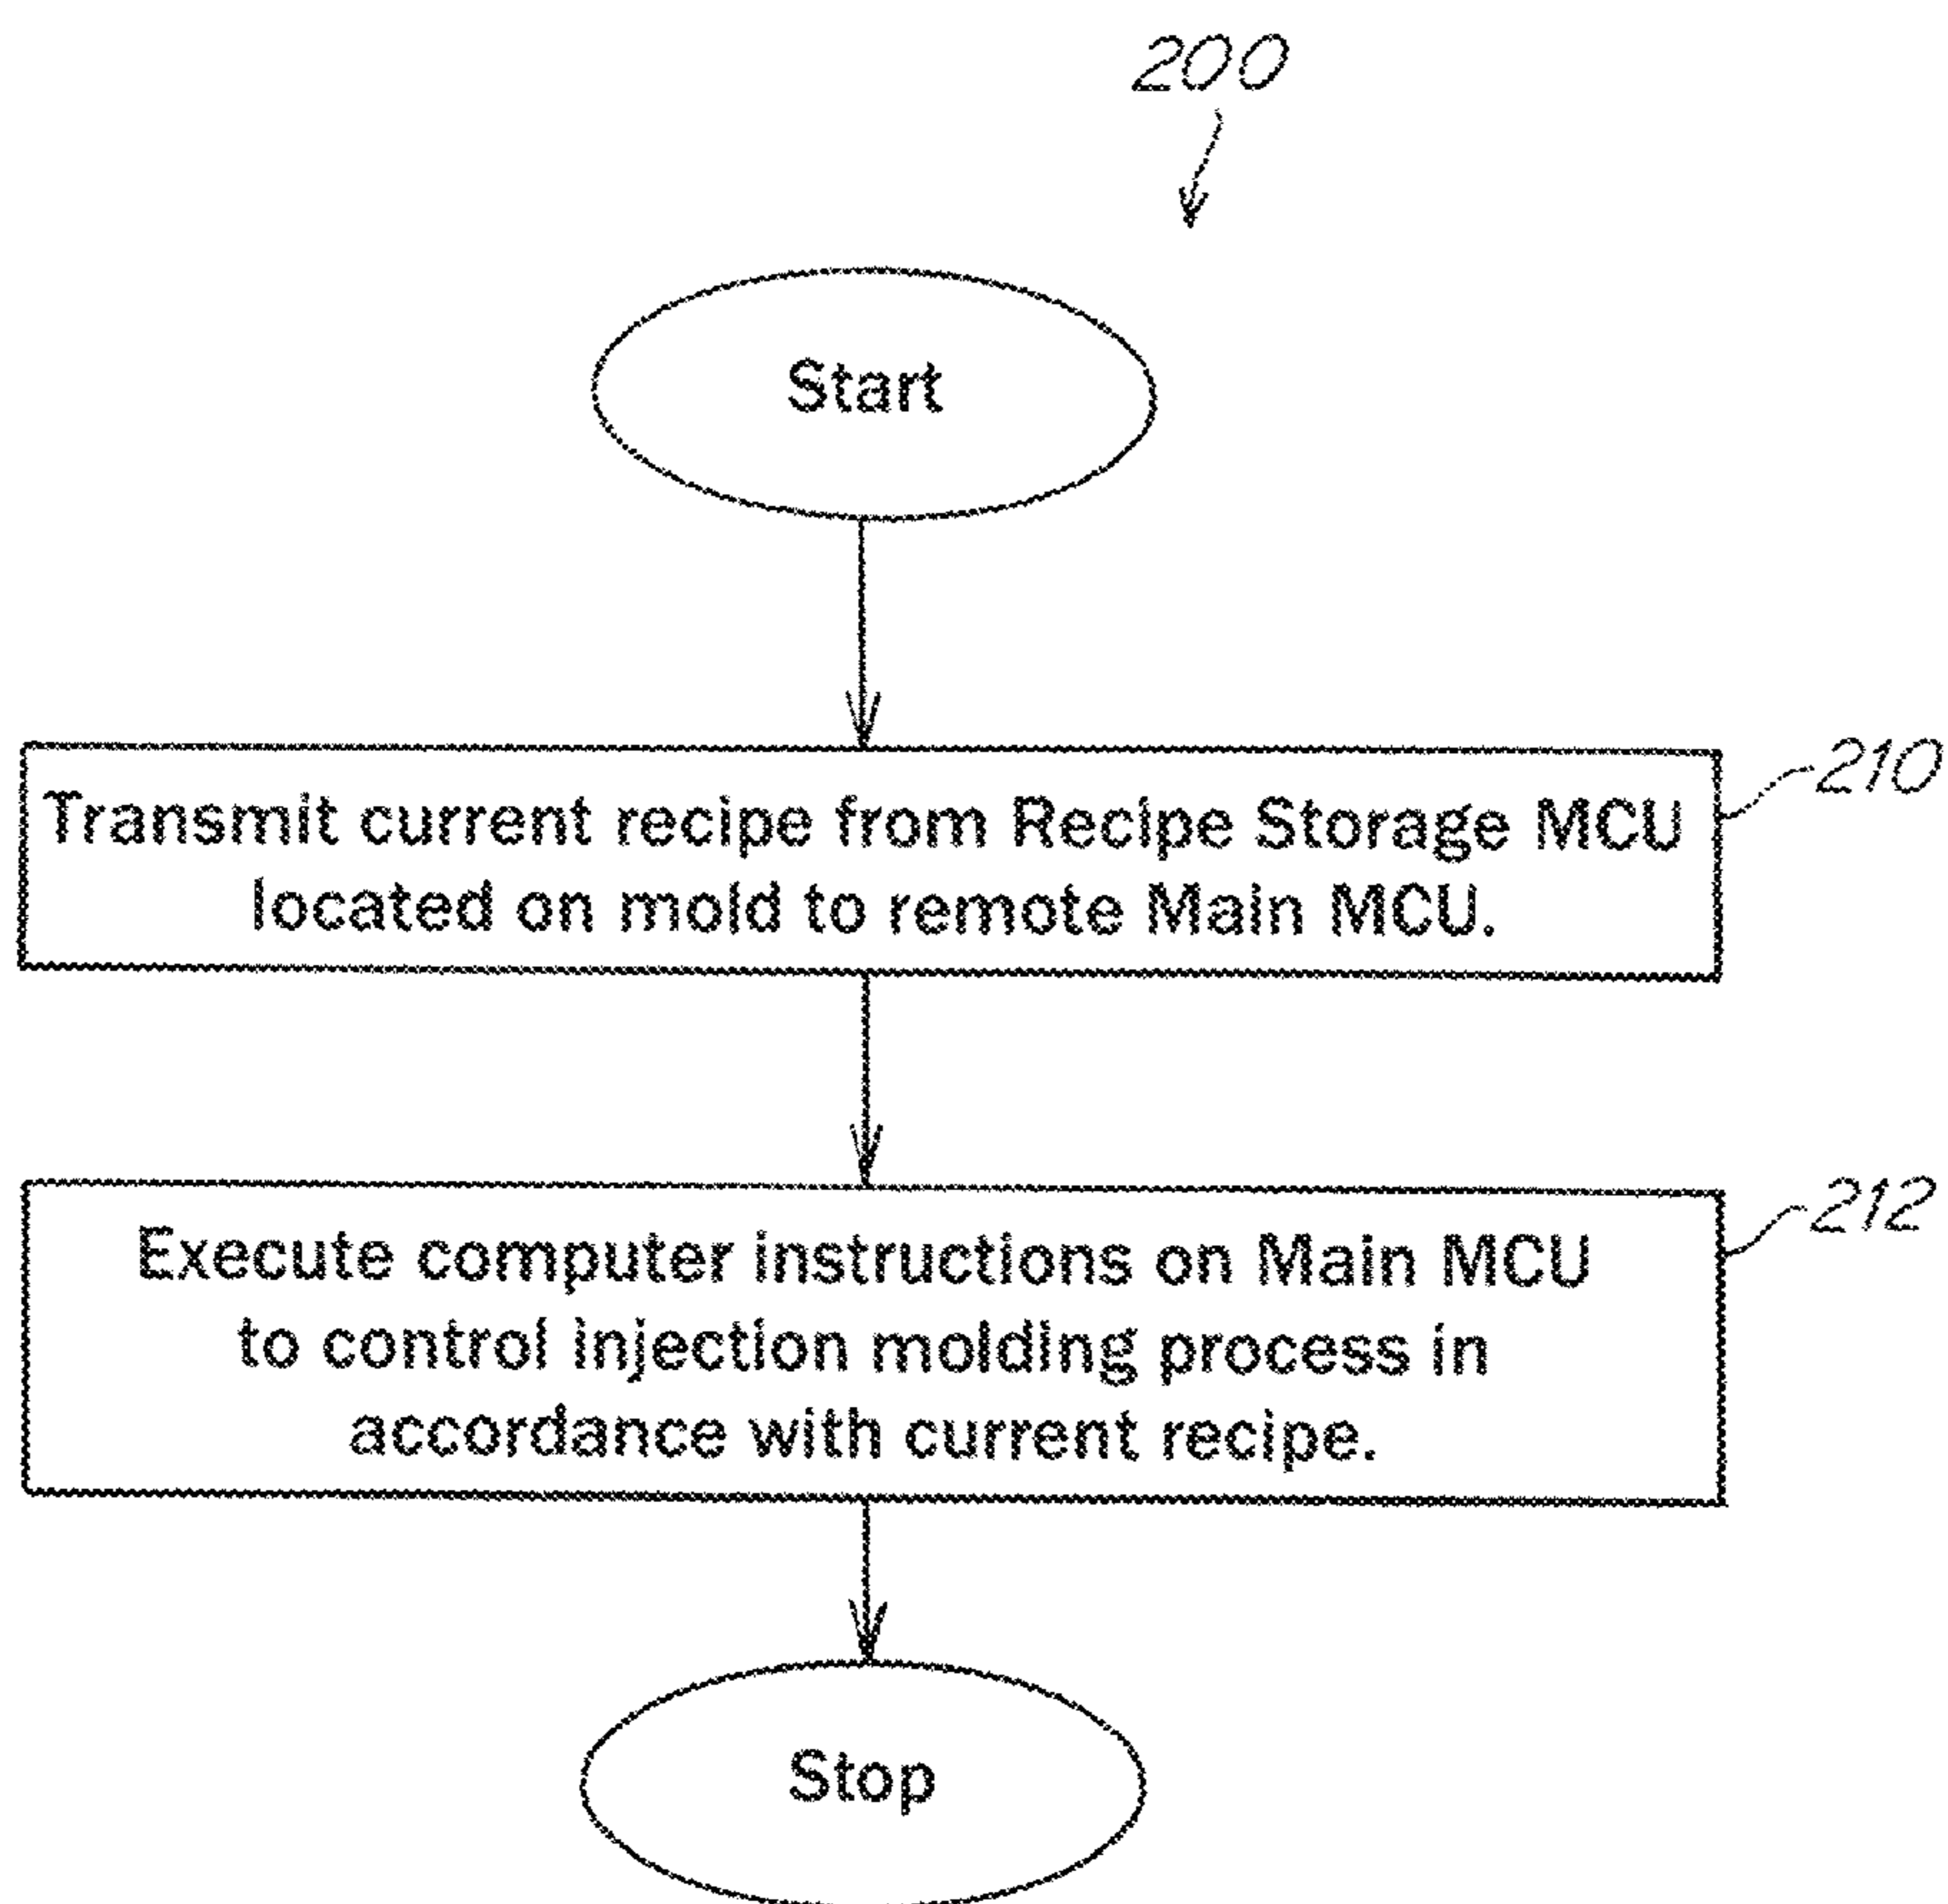 200
Start
Transmit current recipe from Recipe Storage MCU
210
located on mold to remote Main MCU.
Execute computer instructions on Main MCU
212
to control injection molding process in
accordance with current recipe.
Stop